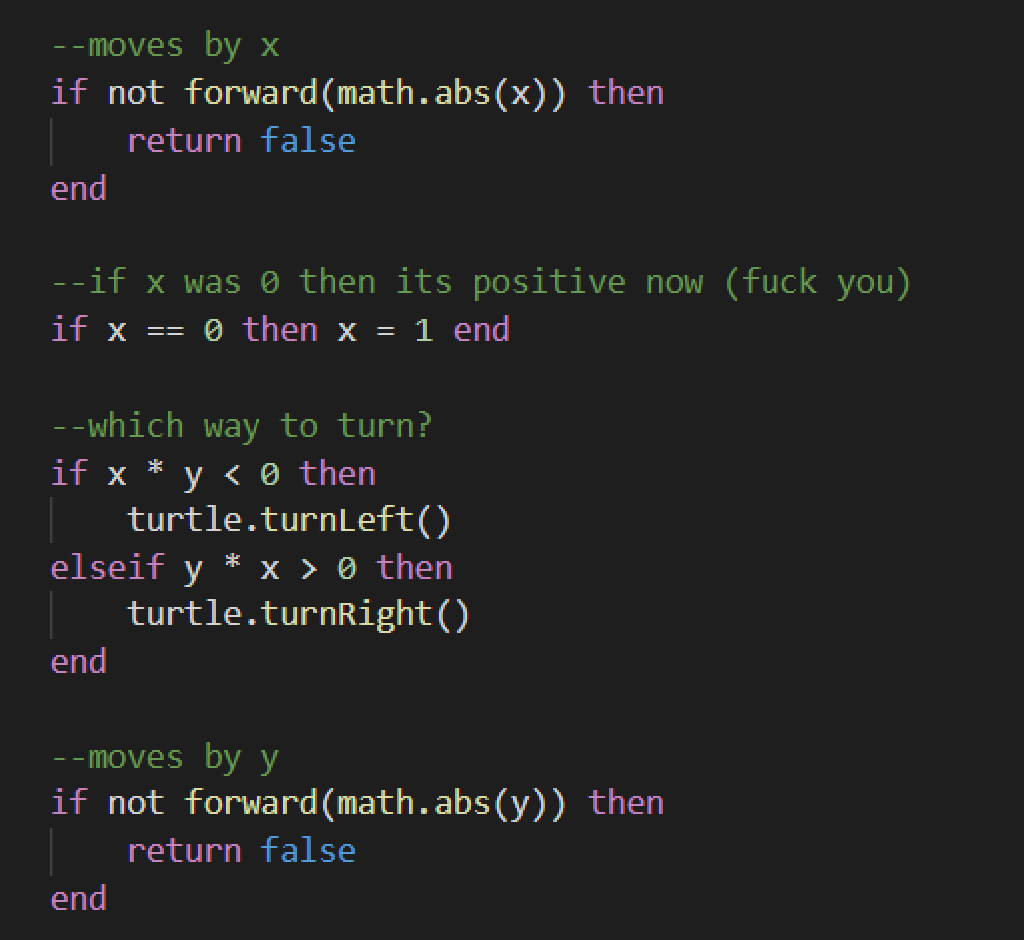 --moves by x
if not forward(math.abs(x)) then
    return false
end

--if x was 0 then its positive now (fuck you)
if x == 0 then x = 1 end

--which way to turn?
if x * y < 0 then
    turtle.turnLeft()
elseif y * x > 0 then
    turtle.turnRight()
end

--moves by y
if not forward(math.abs(y)) then
    return false
end